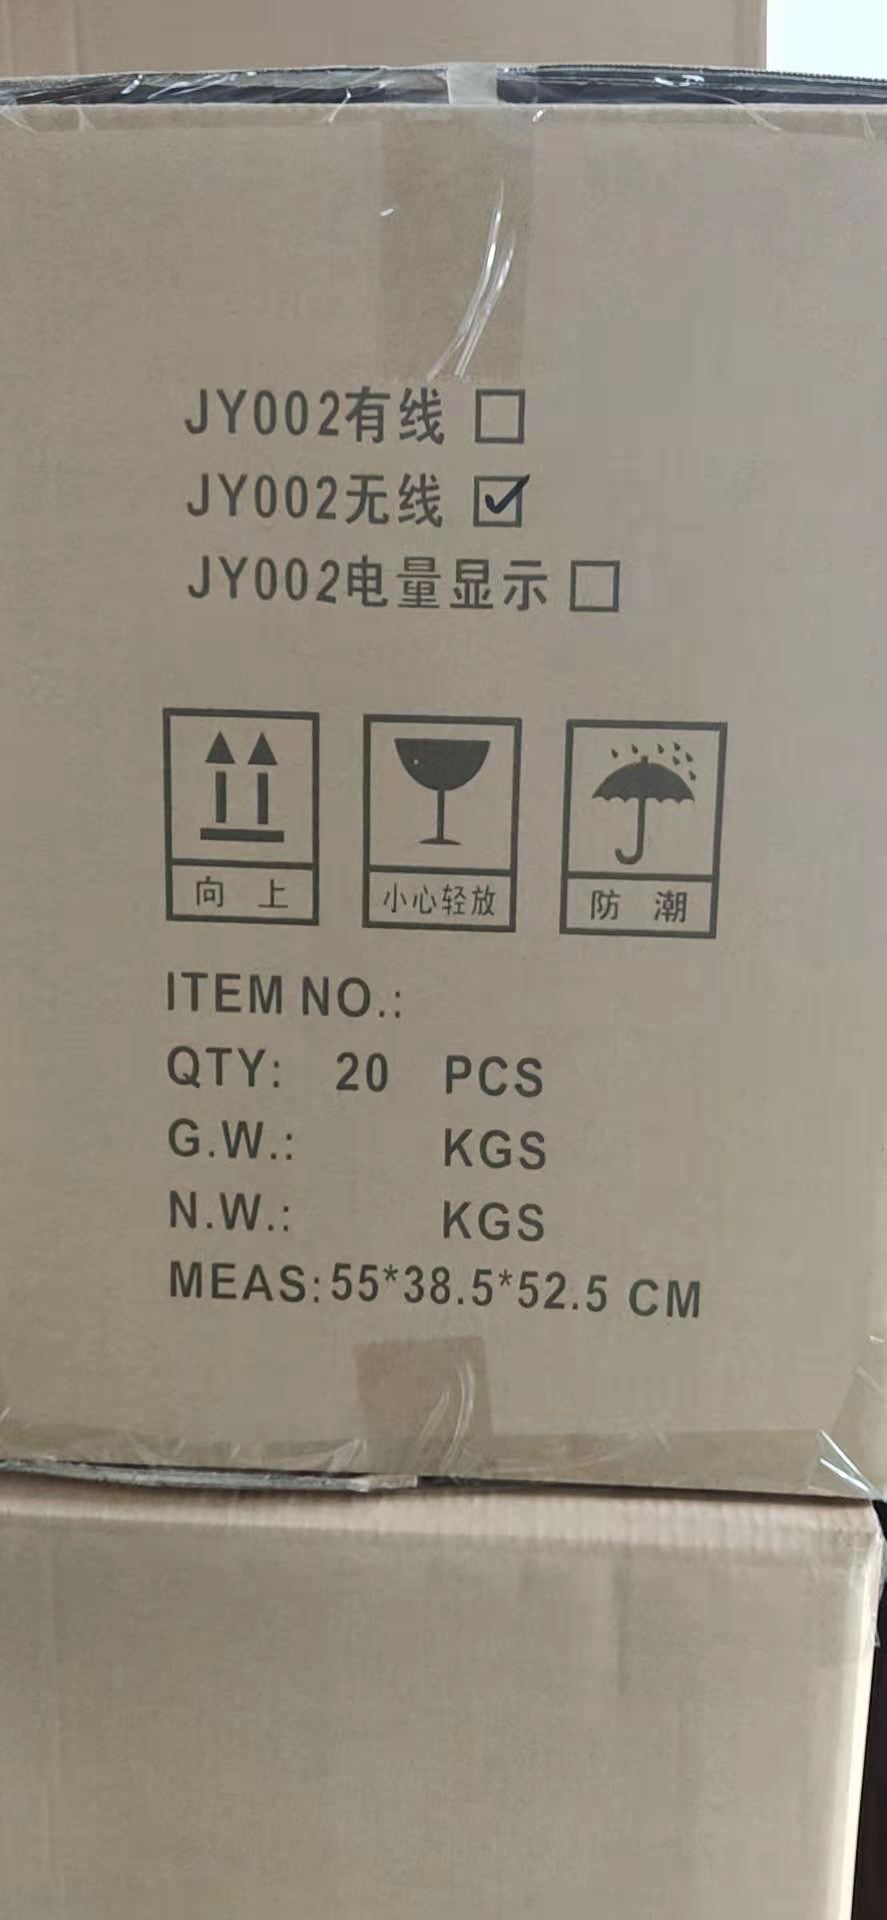 JY002有线 □
JY002无线 ☑
JY002电量显示 □
向 上
小心轻放
防 潮
ITEM NO.:
QTY: 20 PCS
G.W.: KGS
N.W.: KGS
MEAS:55*38.5*52.5 CM